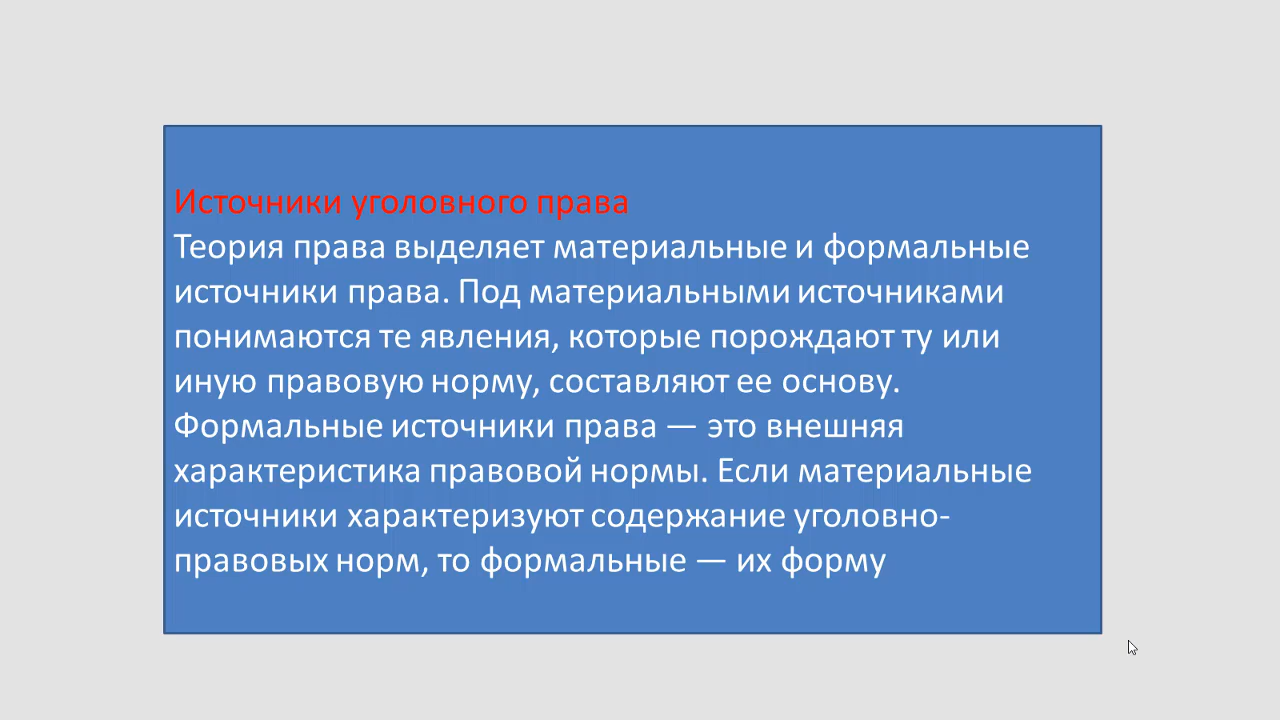 Источники уголовного права
Теория права выделяет материальные и формальные
источники права. Под материальными источниками
понимаются те явления, которые порождают ту или
иную правовую норму, составляют ее основу.
Формальные источники права — это внешняя
характеристика правовой нормы. Если материальные
источники характеризуют содержание уголовно-
правовых норм, то формальные — их форму